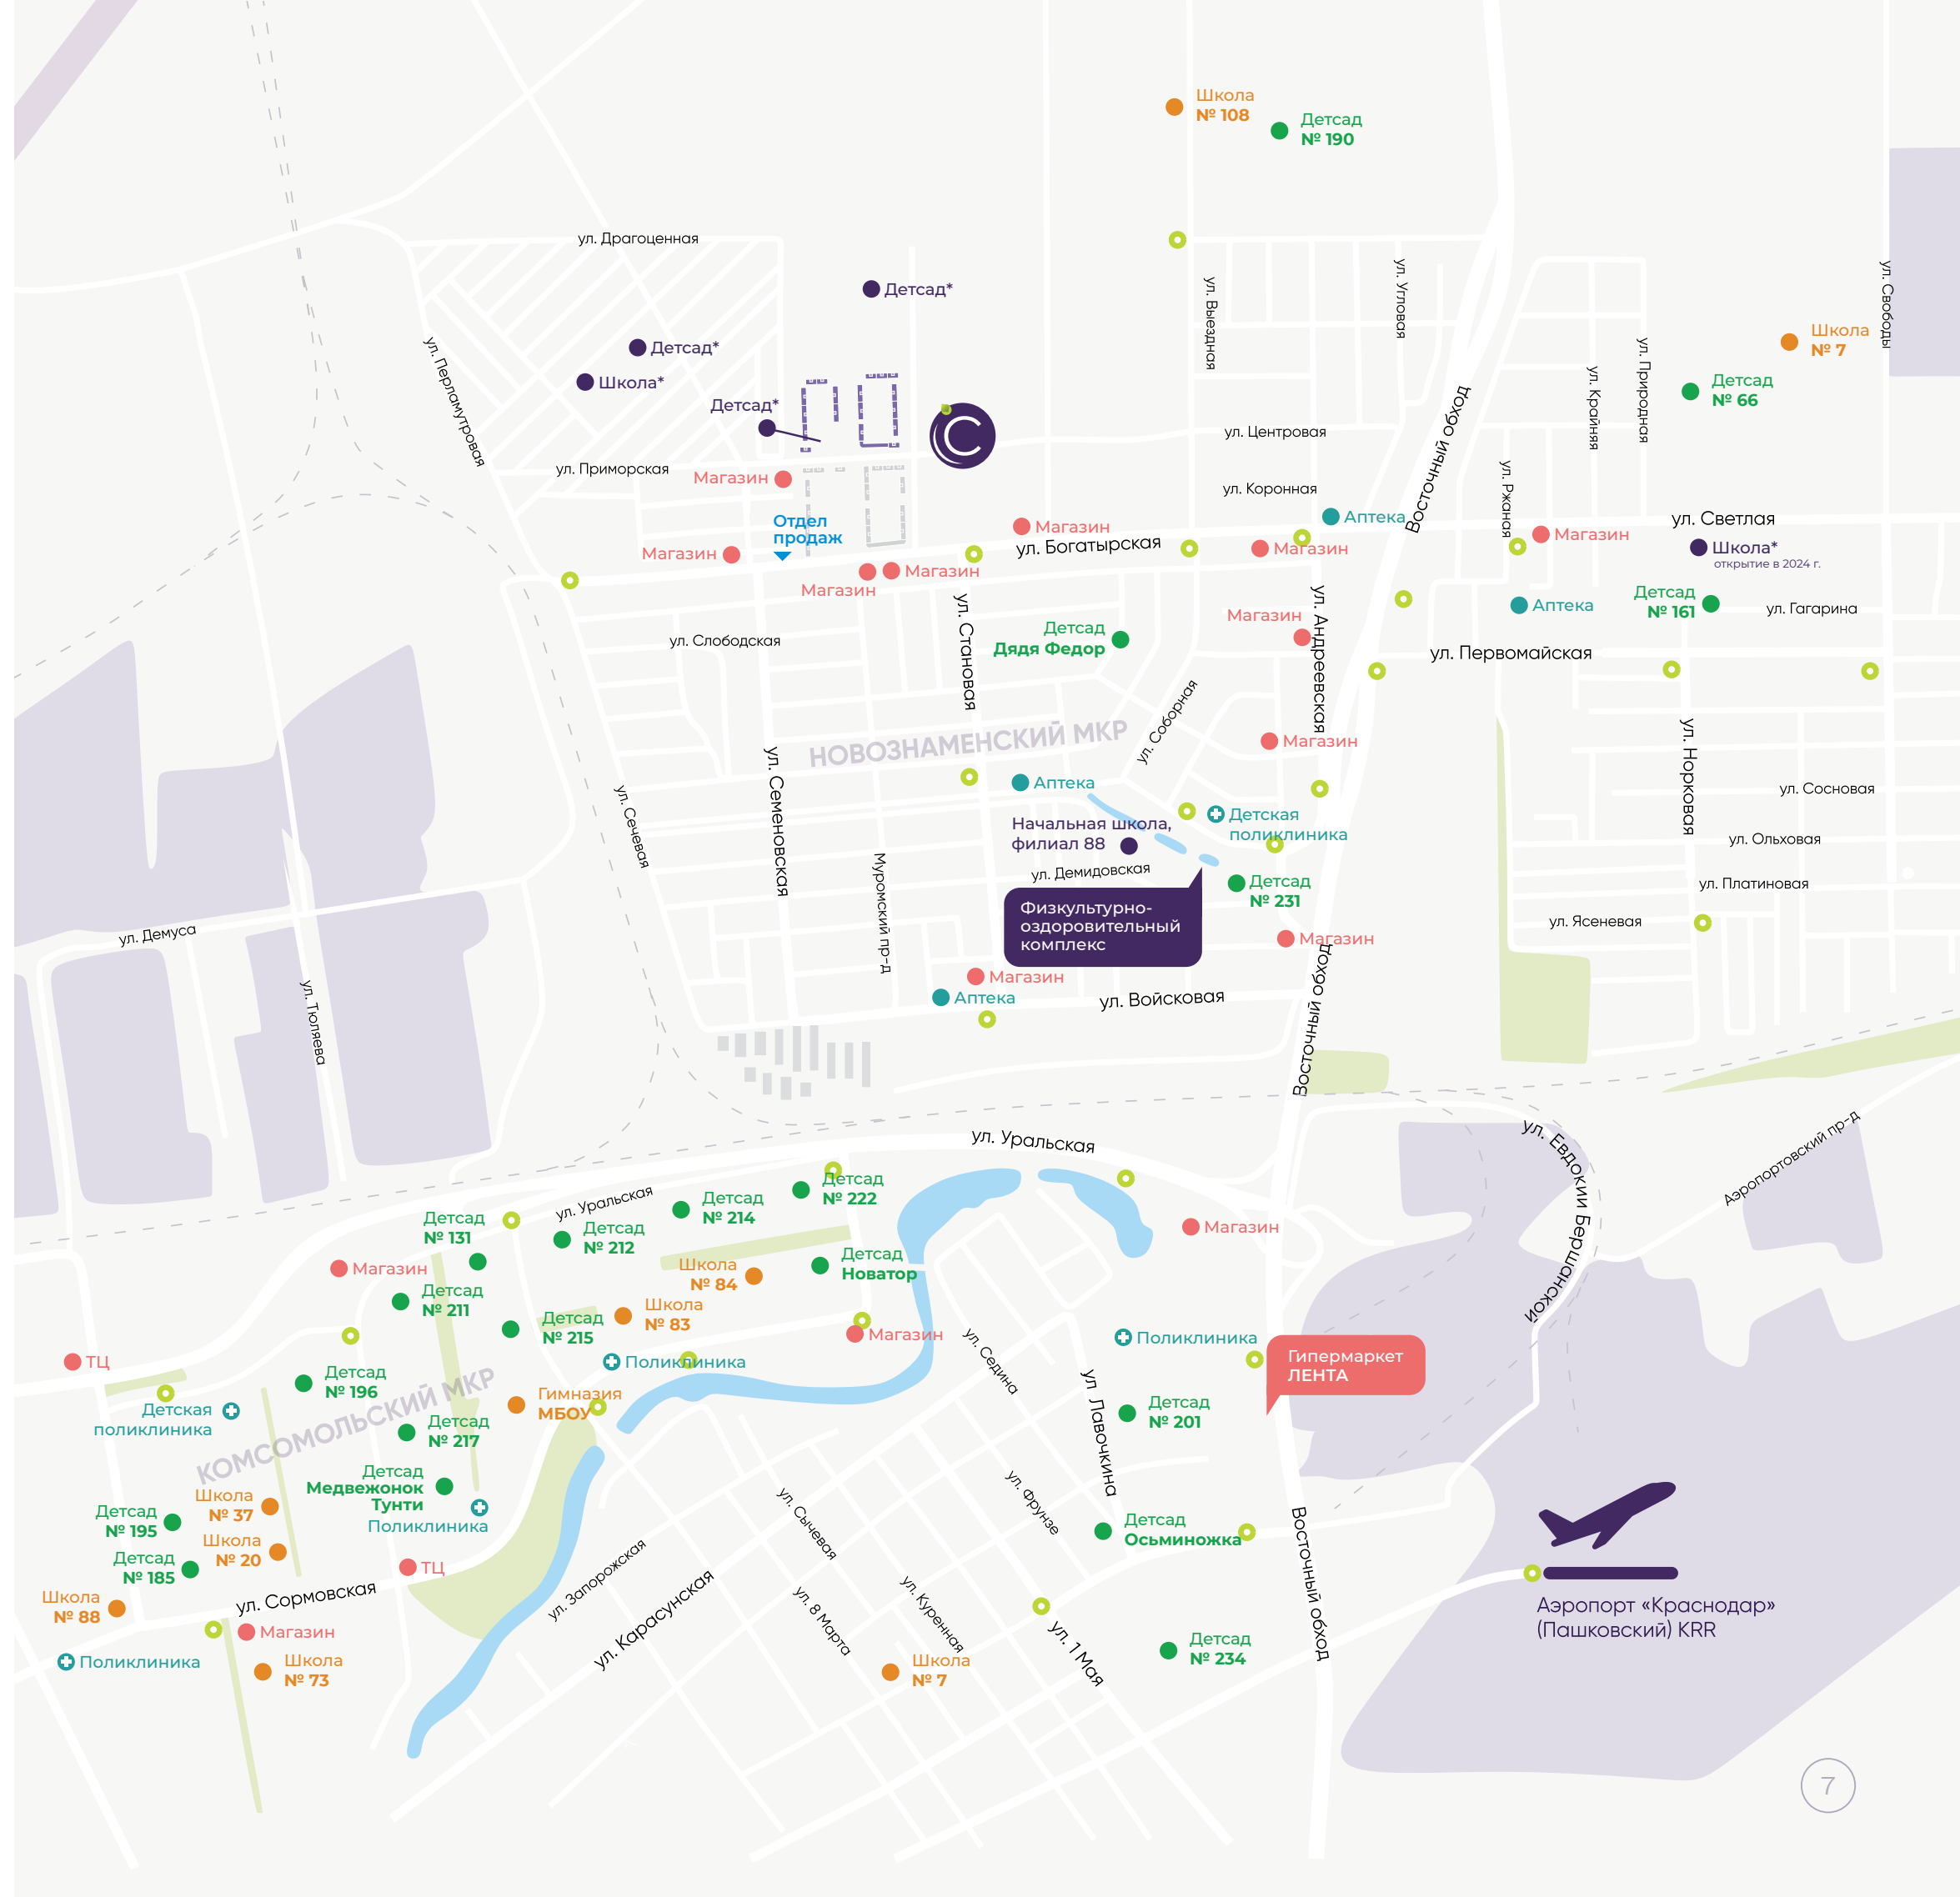 Школа
№ 108
Детсад
№ 190
ул. Драгоценная
Детсад*
ул. Выездная
ул. Угловая
ул. Свободы
Детсад*
Школа*
Детсад*
ул. Перламутровая
С
ул. Крайняя
ул. Природная
Школа
№ 7
Детсад
№ 66
ул. Центровая
Восточный обход
ул. Приморская
Магазин
ул. Коронная
ул. Ржаная
Отдел
продаж
Магазин
Магазин
ул. Богатырская
Аптека
Магазин
Магазин
ул. Светлая
Школа*
открытие в 2024 г.
Магазин
Магазин
Аптека
Детсад
№ 161
ул. Гагарина
ул. Слободская
ул. Становая
Детсад
Дядя Федор
Магазин
ул. Андреевская
ул. Первомайская
НОВОЗНАМЕНСКИЙ МКР
ул. Соборная
Магазин
ул. Норковая
ул. Сечевая
ул. Семеновская
Аптека
Начальная школа,
филиал 88
Детская
поликлиника
ул. Сосновая
ул. Ольховая
Муромский пр-д
ул. Демидовская
Детсад
№ 231
ул. Платиновая
Физкультурно-
оздоровительный
комплекс
ул. Ясеневая
Магазин
ул. Демуса
ул. Тюляева
Магазин
Аптека
ул. Войсковая
Восточный обход
ул. Уральская
ул. Евдокии Бершанской
Аэропортовский пр-д
ул. Уральская
Детсад
№ 222
Детсад
№ 214
Детсад
№ 131
Детсад
№ 212
Магазин
Магазин
Детсад
Новатор
Школа
№ 84
Детсад
№ 211
Школа
№ 83
Детсад
№ 215
Магазин
ТЦ
Поликлиника
Поликлиника
Гипермаркет
ЛЕНТА
ул. Седина
Детсад
№ 196
КОМСОМОЛЬСКИЙ МКР
Гимназия
МБОУ
Детская
поликлиника
Детсад
№ 217
ул Лавочкина
Детсад
№ 201
Детсад
Медвежонок
Тунти
Поликлиника
Школа
№ 37
Детсад
№ 195
Школа
№ 20
Детсад
№ 185
ТЦ
ул. Сычевая
ул. Фрунзе
Детсад
Осьминожка
Восточный обход
Школа
№ 88
ул. Сормовская
ул. Запорожская
ул. Карасунская
ул. 8 Марта
ул. Куренная
ул. 1 Мая
Аэропорт «Краснодар»
(Пашковский) KRR
Магазин
Поликлиника
Школа
№ 73
Школа
№ 7
Детсад
№ 234
7